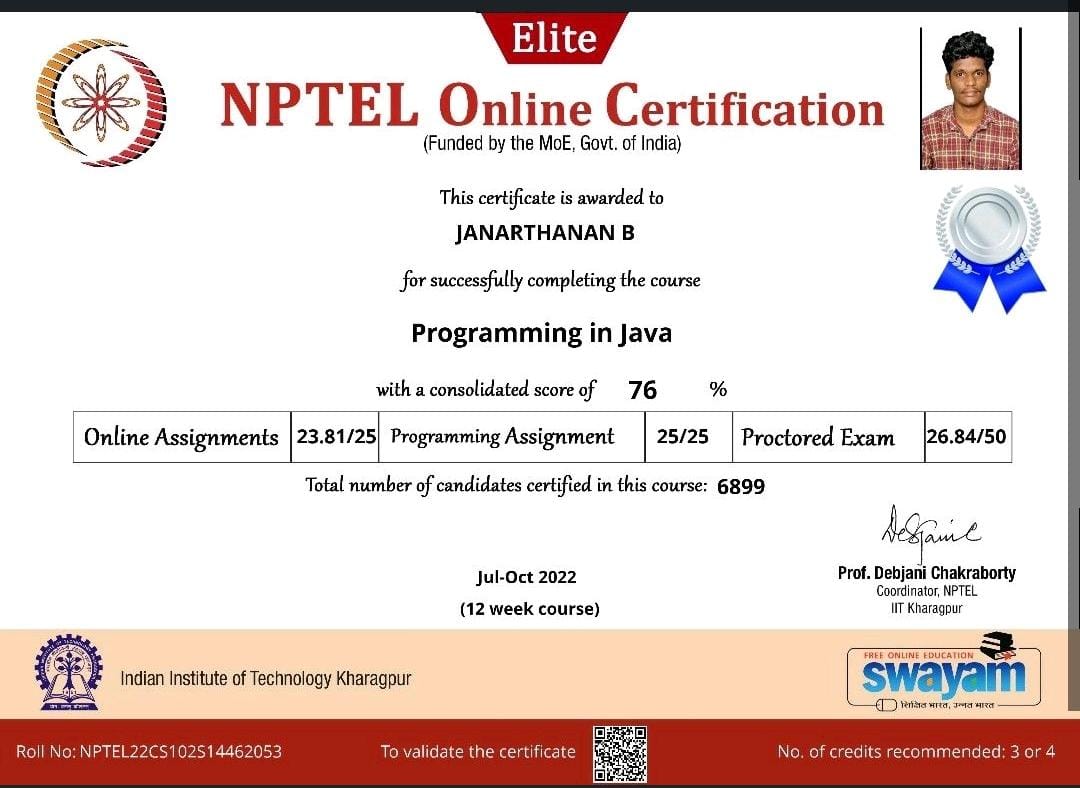 Elite
NPTEL Online Certification
(Funded by the MoE, Govt. of India)
This certificate is awarded to
JANARTHANAN B
for successfully completing the course
Programming in Java
with a consolidated score of 76 %
Online Assignments 23.81/25 Programming Assignment 25/25 Proctored Exam 26.84/50
Total number of candidates certified in this course: 6899
Prof. Debjani Chakraborty
Coordinator, NPTEL
IIT Kharagpur
Jul-Oct 2022
(12 week course)
Indian Institute of Technology Kharagpur
FREE ONLINE EDUCATION
swayam
शिक्षित भारत, उन्नत भारत
Roll No: NPTEL22CS102S14462053 To validate the certificate No. of credits recommended: 3 or 4